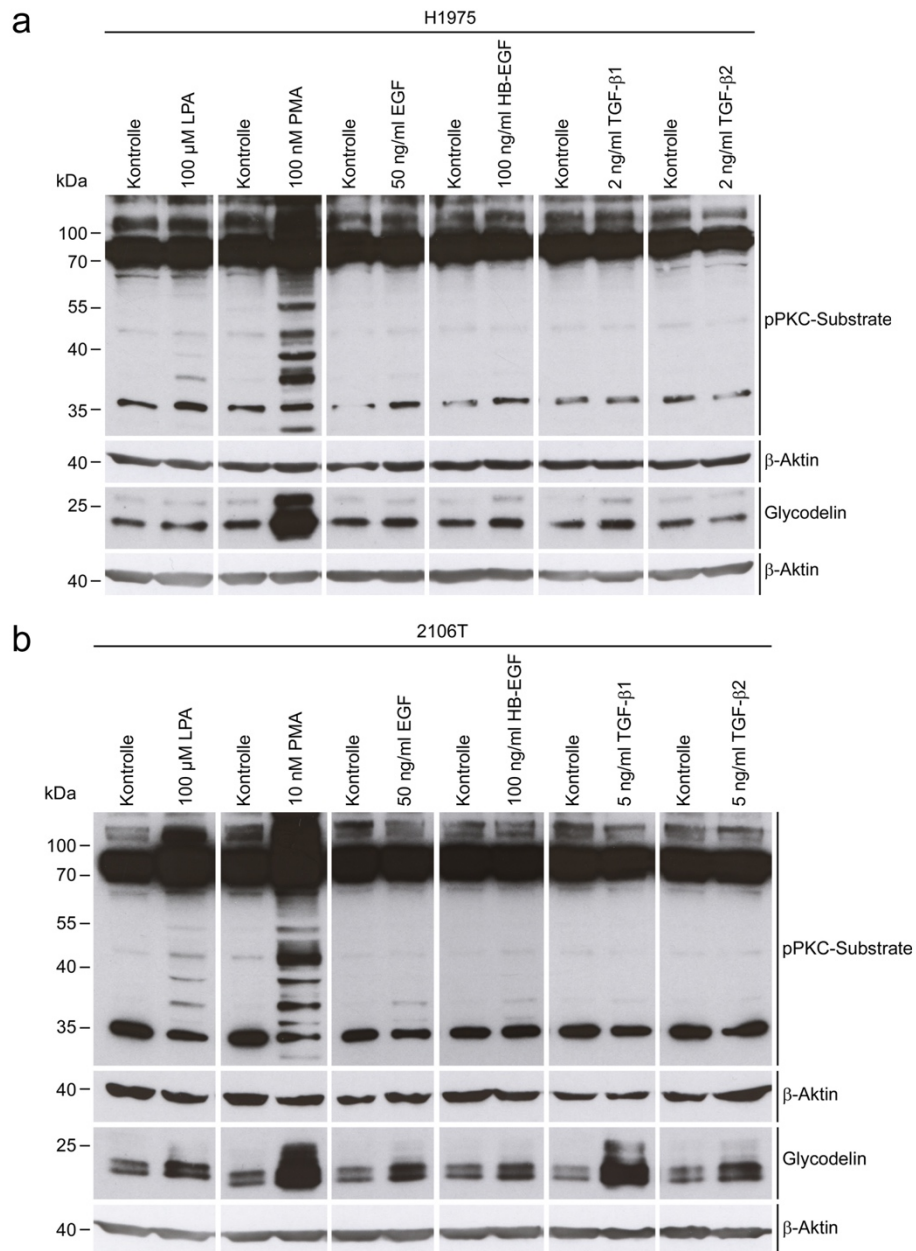 a
H1975
Kontrolle
100 µM LPA
Kontrolle
100 nM PMA
Kontrolle
50 ng/ml EGF
Kontrolle
100 ng/ml HB-EGF
Kontrolle
2 ng/ml TGF-β1
Kontrolle
2 ng/ml TGF-β2
kDa
100
70
55
40
35
pPKC-Substrate
40
β-Aktin
25
Glycodelin
40
β-Aktin
b
2106T
Kontrolle
100 µM LPA
Kontrolle
10 nM PMA
Kontrolle
50 ng/ml EGF
Kontrolle
100 ng/ml HB-EGF
Kontrolle
5 ng/ml TGF-β1
Kontrolle
5 ng/ml TGF-β2
kDa
100
70
55
40
35
pPKC-Substrate
40
β-Aktin
25
Glycodelin
40
β-Aktin